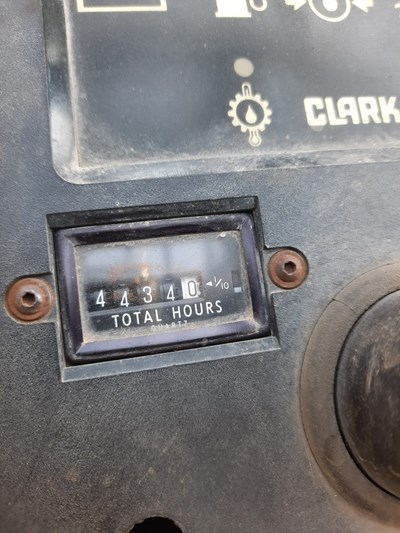 CLARK
4 4 3 4 0 ◄1/10
TOTAL HOURS
QUARTZ